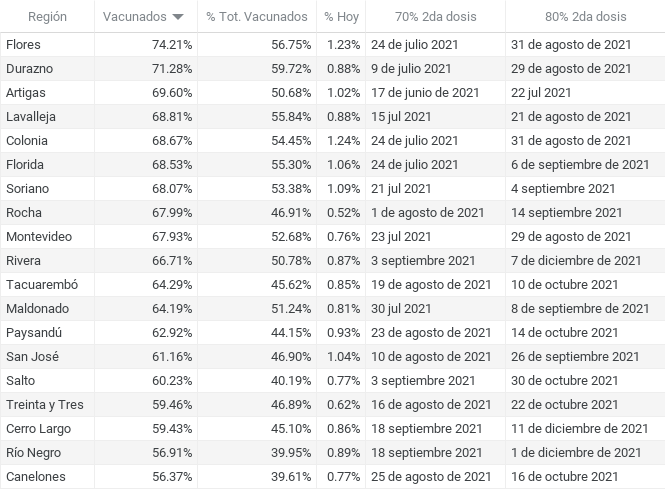 Región Vacunados % Tot. Vacunados % Hoy 70% 2da dosis 80% 2da dosis
Flores 74.21% 56.75% 1.23% 24 de julio 2021 31 de agosto de 2021
Durazno 71.28% 59.72% 0.88% 9 de julio 2021 29 de agosto de 2021
Artigas 69.60% 50.68% 1.02% 17 de junio de 2021 22 jul 2021
Lavalleja 68.81% 55.84% 0.88% 15 jul 2021 21 de agosto de 2021
Colonia 68.67% 54.45% 1.24% 24 de julio 2021 31 de agosto de 2021
Florida 68.53% 55.30% 1.06% 24 de julio 2021 6 de septiembre de 2021
Soriano 68.07% 53.38% 1.09% 21 jul 2021 4 septiembre 2021
Rocha 67.99% 46.91% 0.52% 1 de agosto de 2021 14 septiembre 2021
Montevideo 67.93% 52.68% 0.76% 23 jul 2021 29 de agosto de 2021
Rivera 66.71% 50.78% 0.87% 3 septiembre 2021 7 de diciembre de 2021
Tacuarembó 64.29% 45.62% 0.85% 19 de agosto de 2021 10 de octubre 2021
Maldonado 64.19% 51.24% 0.81% 30 jul 2021 8 de septiembre de 2021
Paysandú 62.92% 44.15% 0.93% 23 de agosto de 2021 14 de octubre 2021
San José 61.16% 46.90% 1.04% 10 de agosto de 2021 26 de septiembre 2021
Salto 60.23% 40.19% 0.77% 3 septiembre 2021 30 de octubre 2021
Treinta y Tres 59.46% 46.89% 0.62% 16 de agosto de 2021 22 de octubre 2021
Cerro Largo 59.43% 45.10% 0.86% 18 septiembre 2021 11 de diciembre de 2021
Río Negro 56.91% 39.95% 0.89% 18 septiembre 2021 1 de diciembre de 2021
Canelones 56.37% 39.61% 0.77% 25 de agosto de 2021 16 de octubre 2021